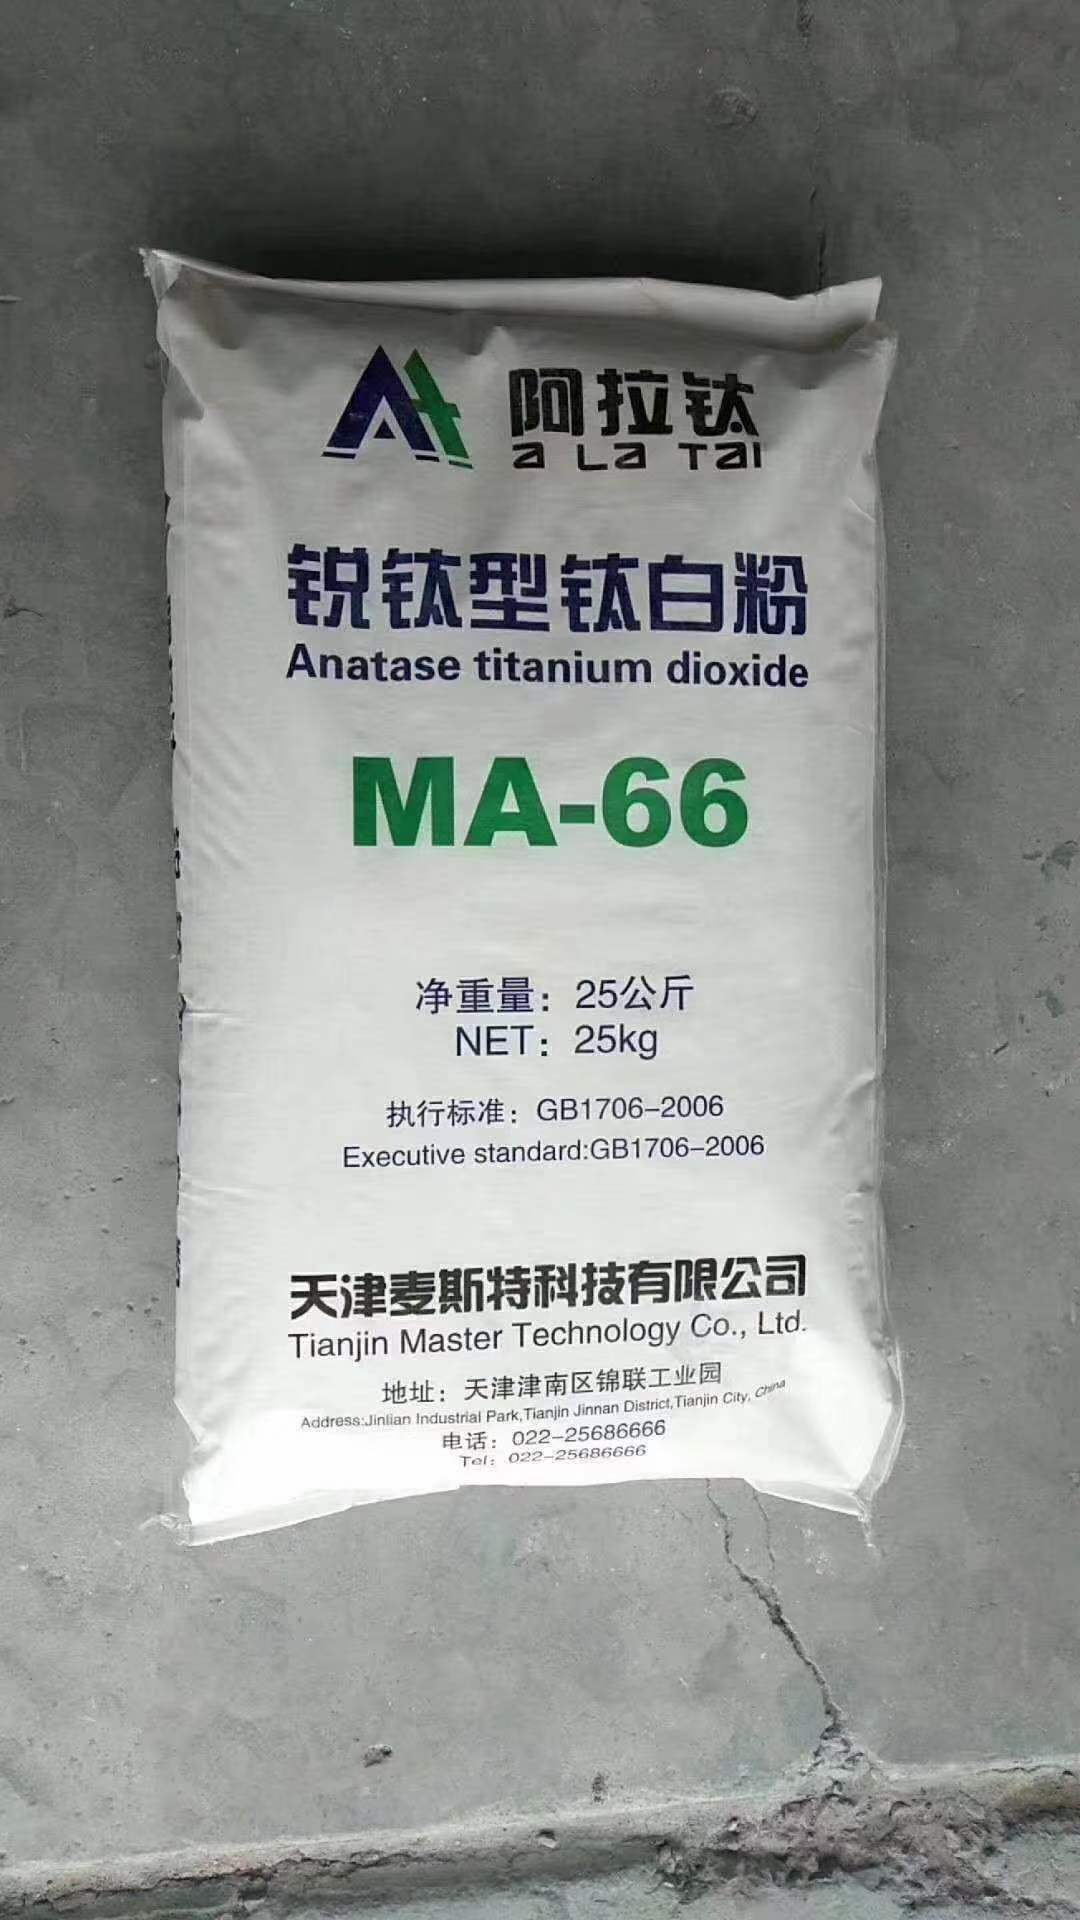 阿拉钛
a La Tai
锐钛型钛白粉
Anatase titanium dioxide
MA-66
净重量：25公斤
NET：25kg
执行标准：GB1706-2006
Executive standard:GB1706-2006
天津麦斯特科技有限公司
Tianjin Master Technology Co., Ltd.
地址：天津津南区锦联工业园
Address:Jinlian Industrial Park,Tianjin Jinnan District,Tianjin City, China
电话：022-25686666
Tel：022-25686666